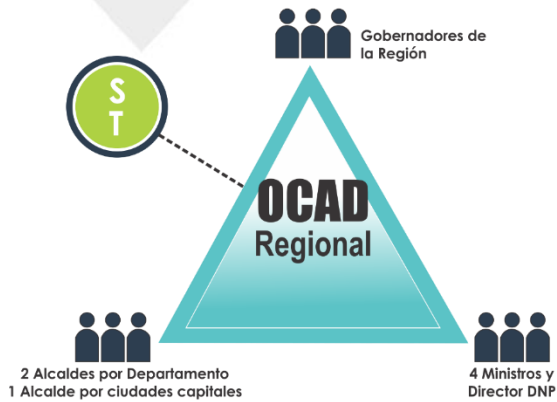 Gobernadores de
la Región
S
T
OCAD
Regional
2 Alcaldes por Departamento
1 Alcalde por ciudades capitales
4 Ministros y
Director DNP